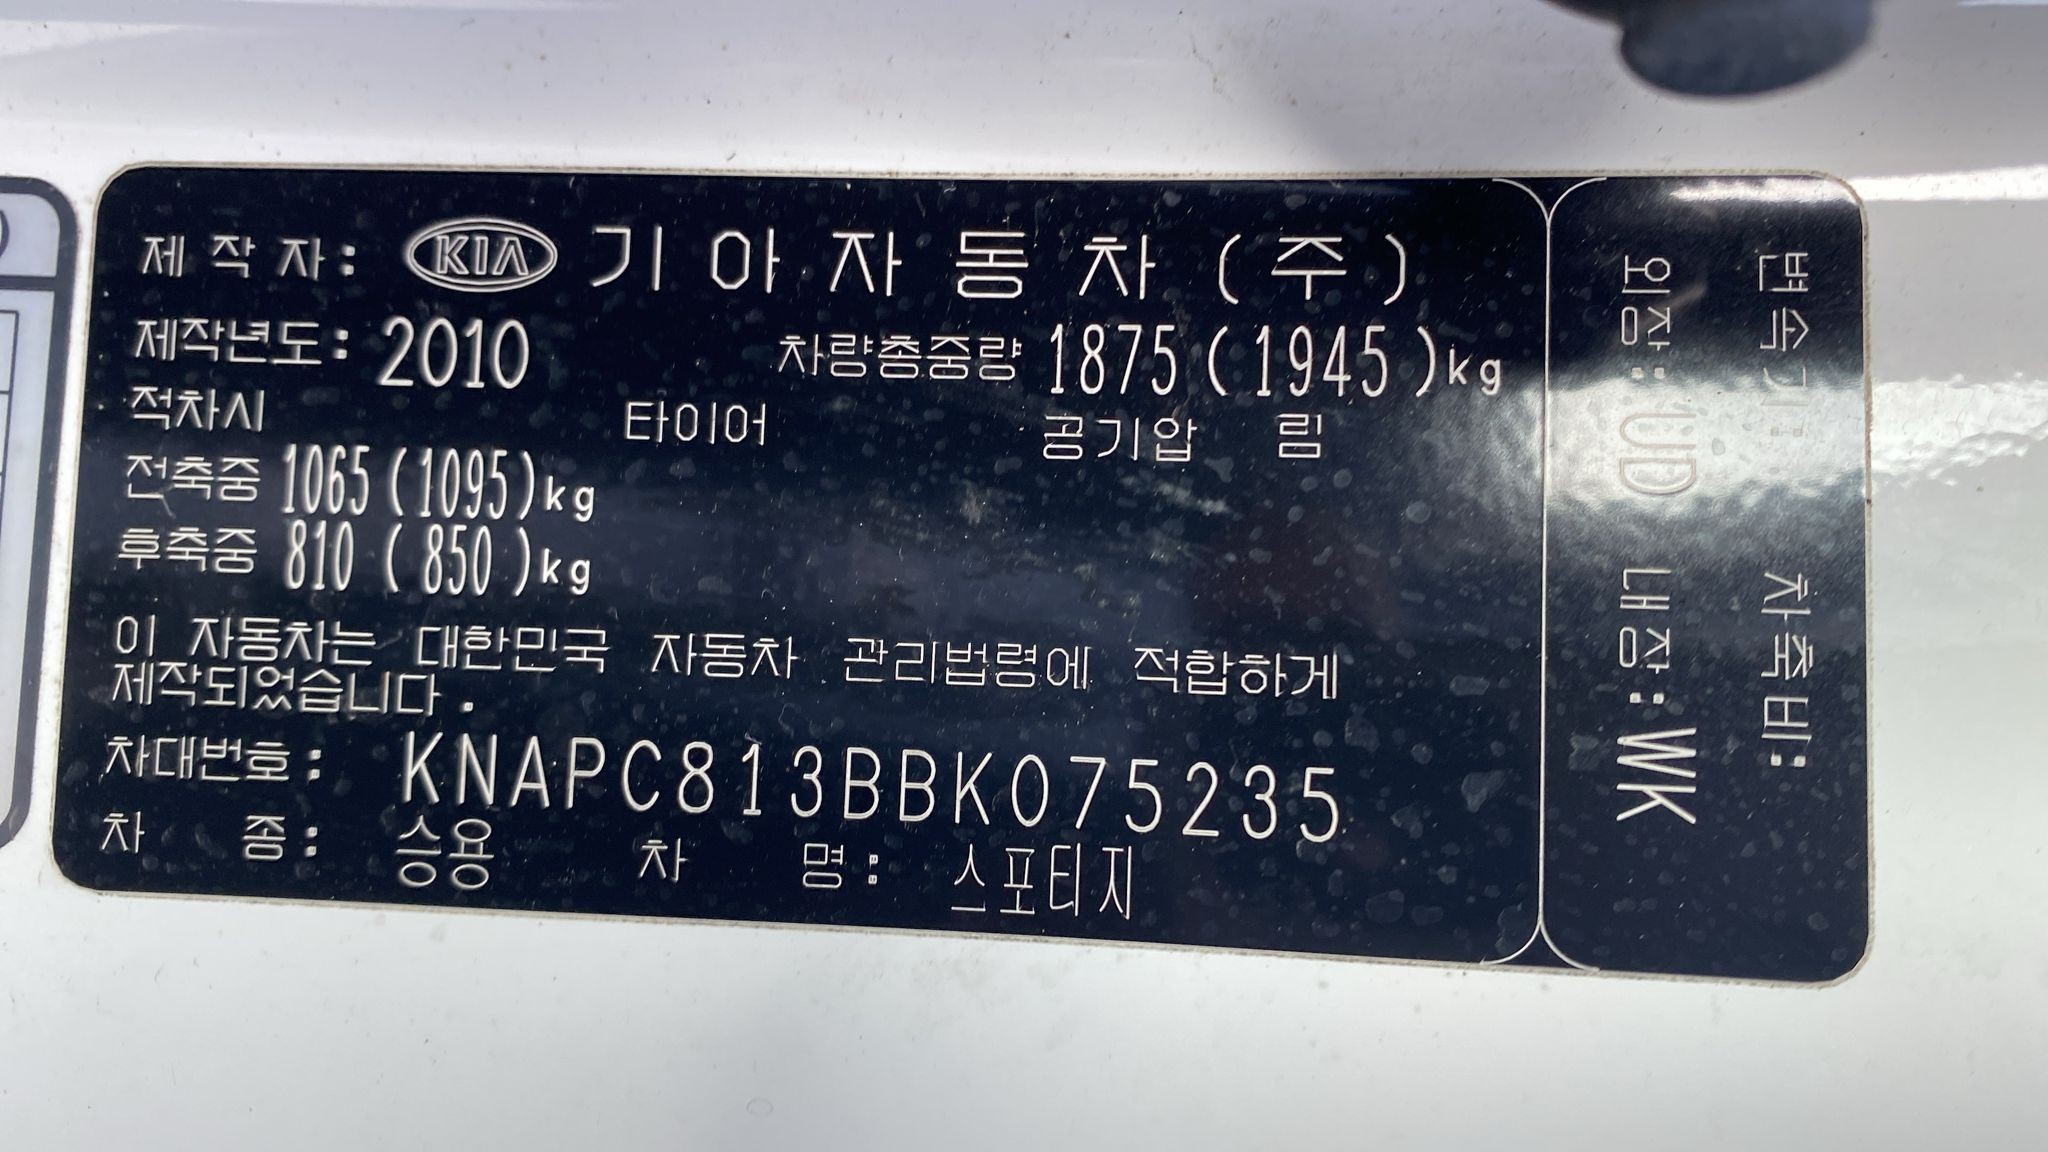 제 작 자: KIA 기아자동차(주)
제작년도: 2010 차량총중량 1875(1945)kg
적차시 타이어 공기압 림
전축중 1065(1095)kg
후축중 810(850)kg
이 자동차는 대한민국 자동차 관리법령에 적합하게
제작되었습니다.
차대번호: KNAPC813BBK075235
차 종: 승용 차 명: 스포티지
변속기: 차축비:
외장: UD 내장: WK